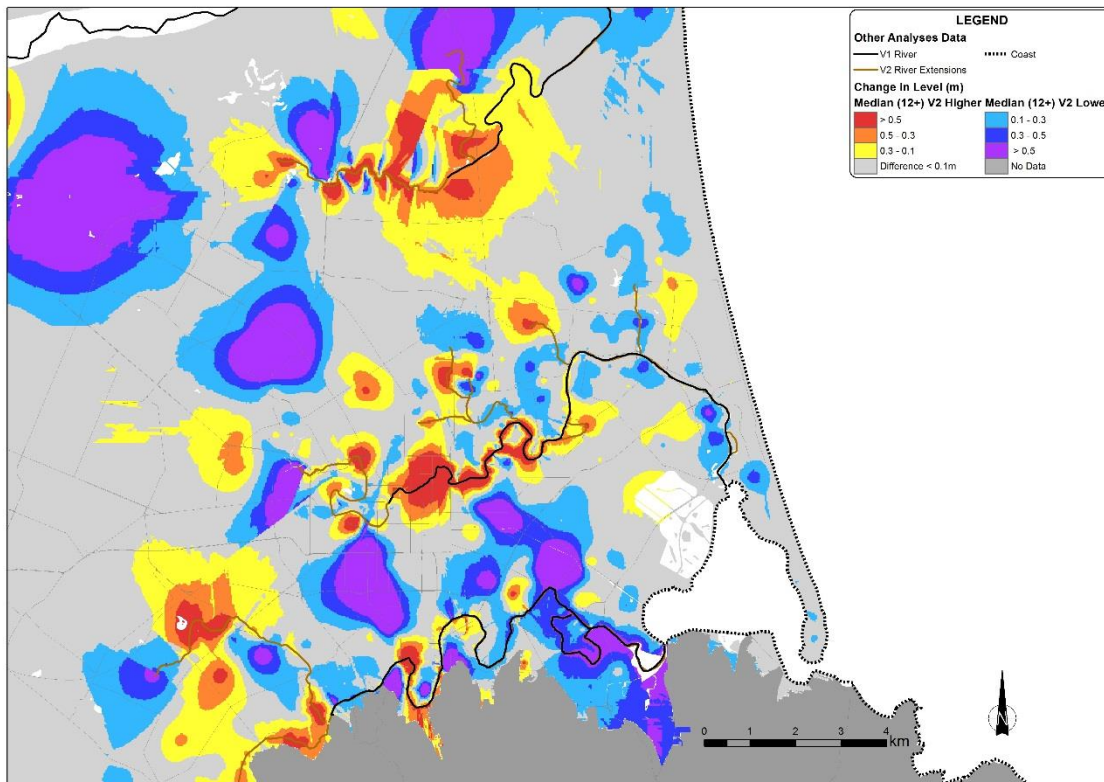 LEGEND
Other Analyses Data
V1 River
Coast
V2 River Extensions
Change In Level (m)
Median (12+) V2 Higher Median (12+) V2 Lowe
> 0.5
0.1 - 0.3
0.5 - 0.3
0.3 - 0.5
0.3 - 0.1
> 0.5
Difference < 0.1m
No Data
N
0 1 2 3 4
km